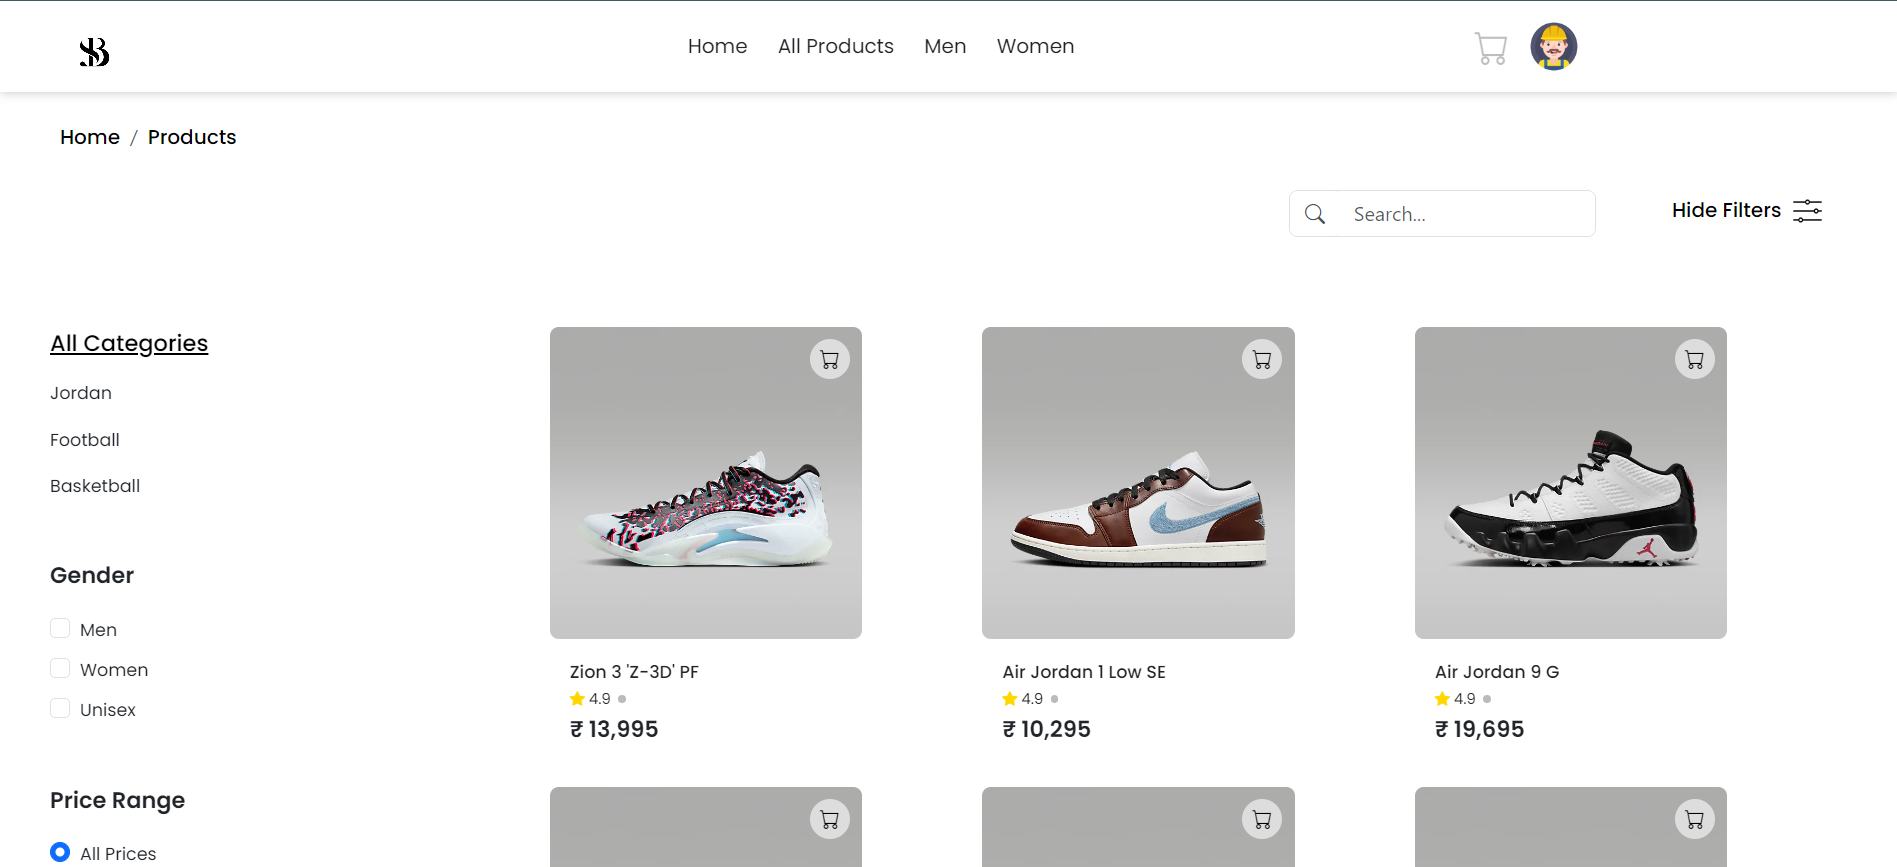 SB
Home All Products Men Women
Home / Products
Search...
Hide Filters
All Categories
Jordan
Football
Basketball
Gender
Men
Women
Unisex
Price Range
All Prices
Zion 3 'Z-3D' PF
4.9
₹ 13,995
Air Jordan 1 Low SE
4.9
₹ 10,295
Air Jordan 9 G
4.9
₹ 19,695